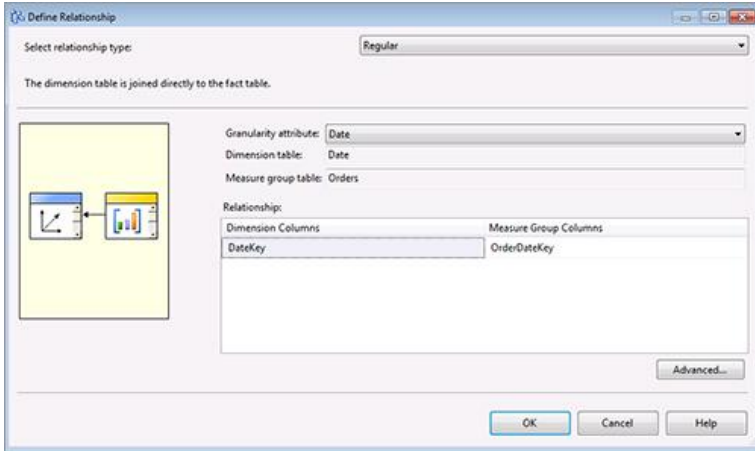 Define Relationship
Select relationship type: Regular
The dimension table is joined directly to the fact table.
Granularity attribute: Date
Dimension table: Date
Measure group table: Orders
Relationship:
Dimension Columns Measure Group Columns
DateKey OrderDateKey
Advanced...
OK Cancel Help